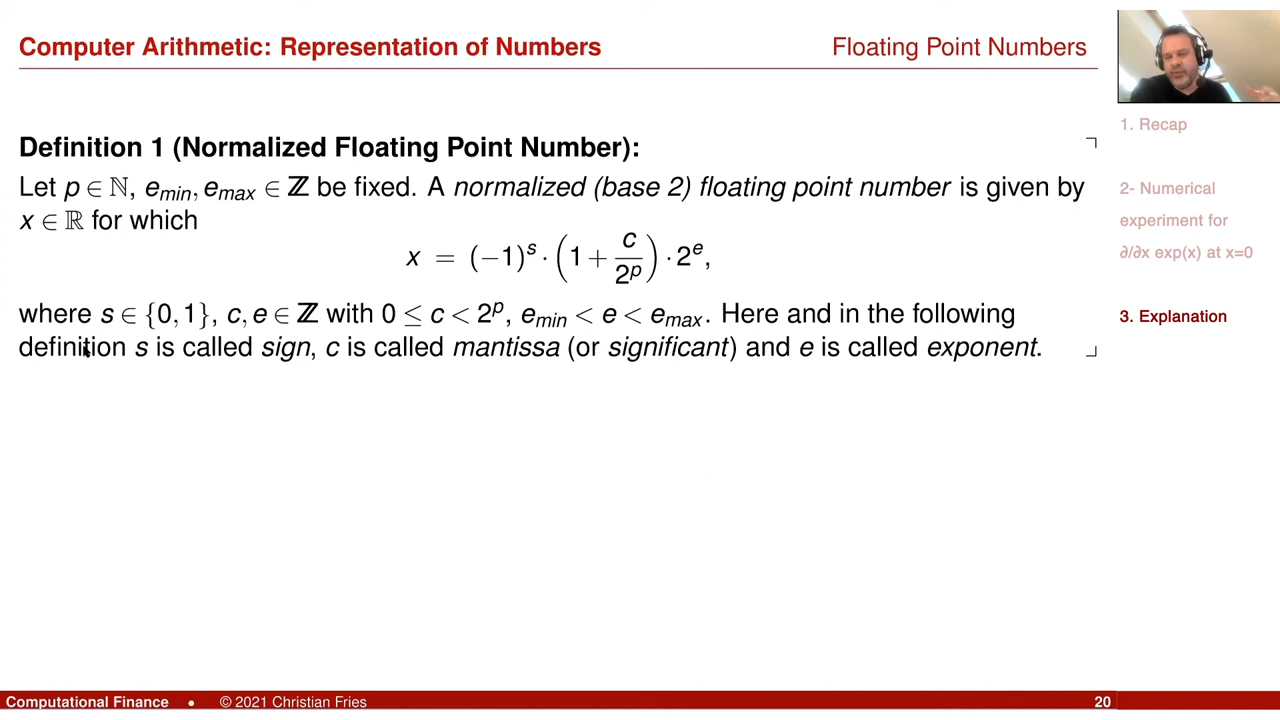 Computer Arithmetic: Representation of Numbers
Floating Point Numbers
Definition 1 (Normalized Floating Point Number):
Let p ∈ ℕ, e_min, e_max ∈ ℤ be fixed. A normalized (base 2) floating point number is given by
x ∈ ℝ for which
x = (−1)^s · (1 + c/2^p) · 2^e,
where s ∈ {0,1}, c, e ∈ ℤ with 0 ≤ c < 2^p, e_min < e < e_max. Here and in the following
definition s is called sign, c is called mantissa (or significant) and e is called exponent.
1. Recap
2- Numerical
experiment for
∂/∂x exp(x) at x=0
3. Explanation
Computational Finance • © 2021 Christian Fries
20